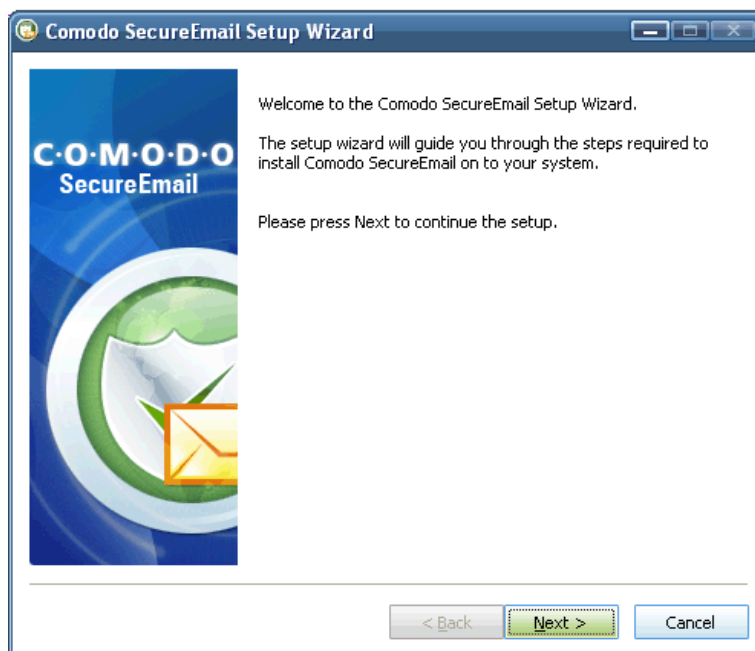 Comodo SecureEmail Setup Wizard
C·O·M·O·D·O
SecureEmail
Welcome to the Comodo SecureEmail Setup Wizard.
The setup wizard will guide you through the steps required to
install Comodo SecureEmail on to your system.
Please press Next to continue the setup.
< Back
Next >
Cancel